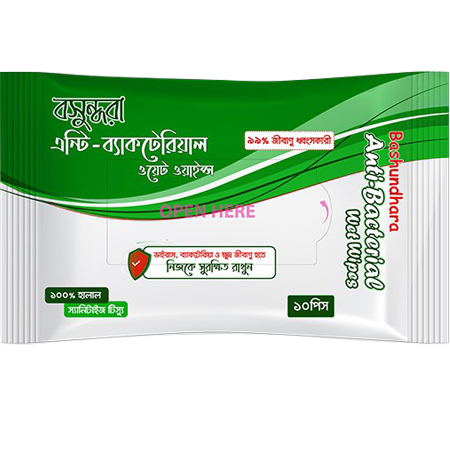 বসুন্ধরা
এন্টি-ব্যাকটেরিয়াল
ওয়েট ওয়াইপস
৯৯% জীবাণু ধ্বংসকারী
OPEN HERE
ভাইরাস, ব্যাকটেরিয়া ও ছদ্ম জীবাণু হতে
নিজেকে সুরক্ষিত রাখুন
১০০% হালাল
স্যানিটাইজ টিস্যু
১০পিস
Bashundhara
Anti-Bacterial
Wet Wipes